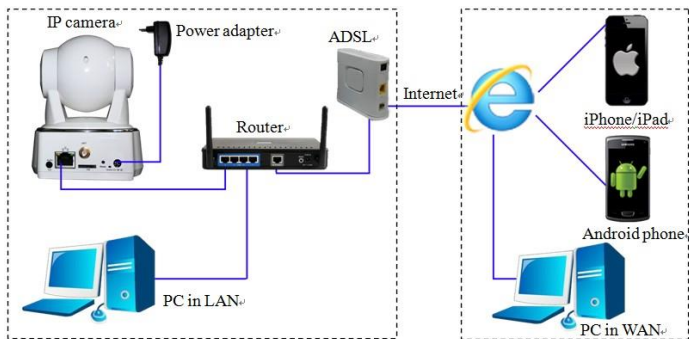 IP camera
Power adapter
ADSL
Internet
Router
iPhone/iPad
Android phone
PC in LAN
PC in WAN